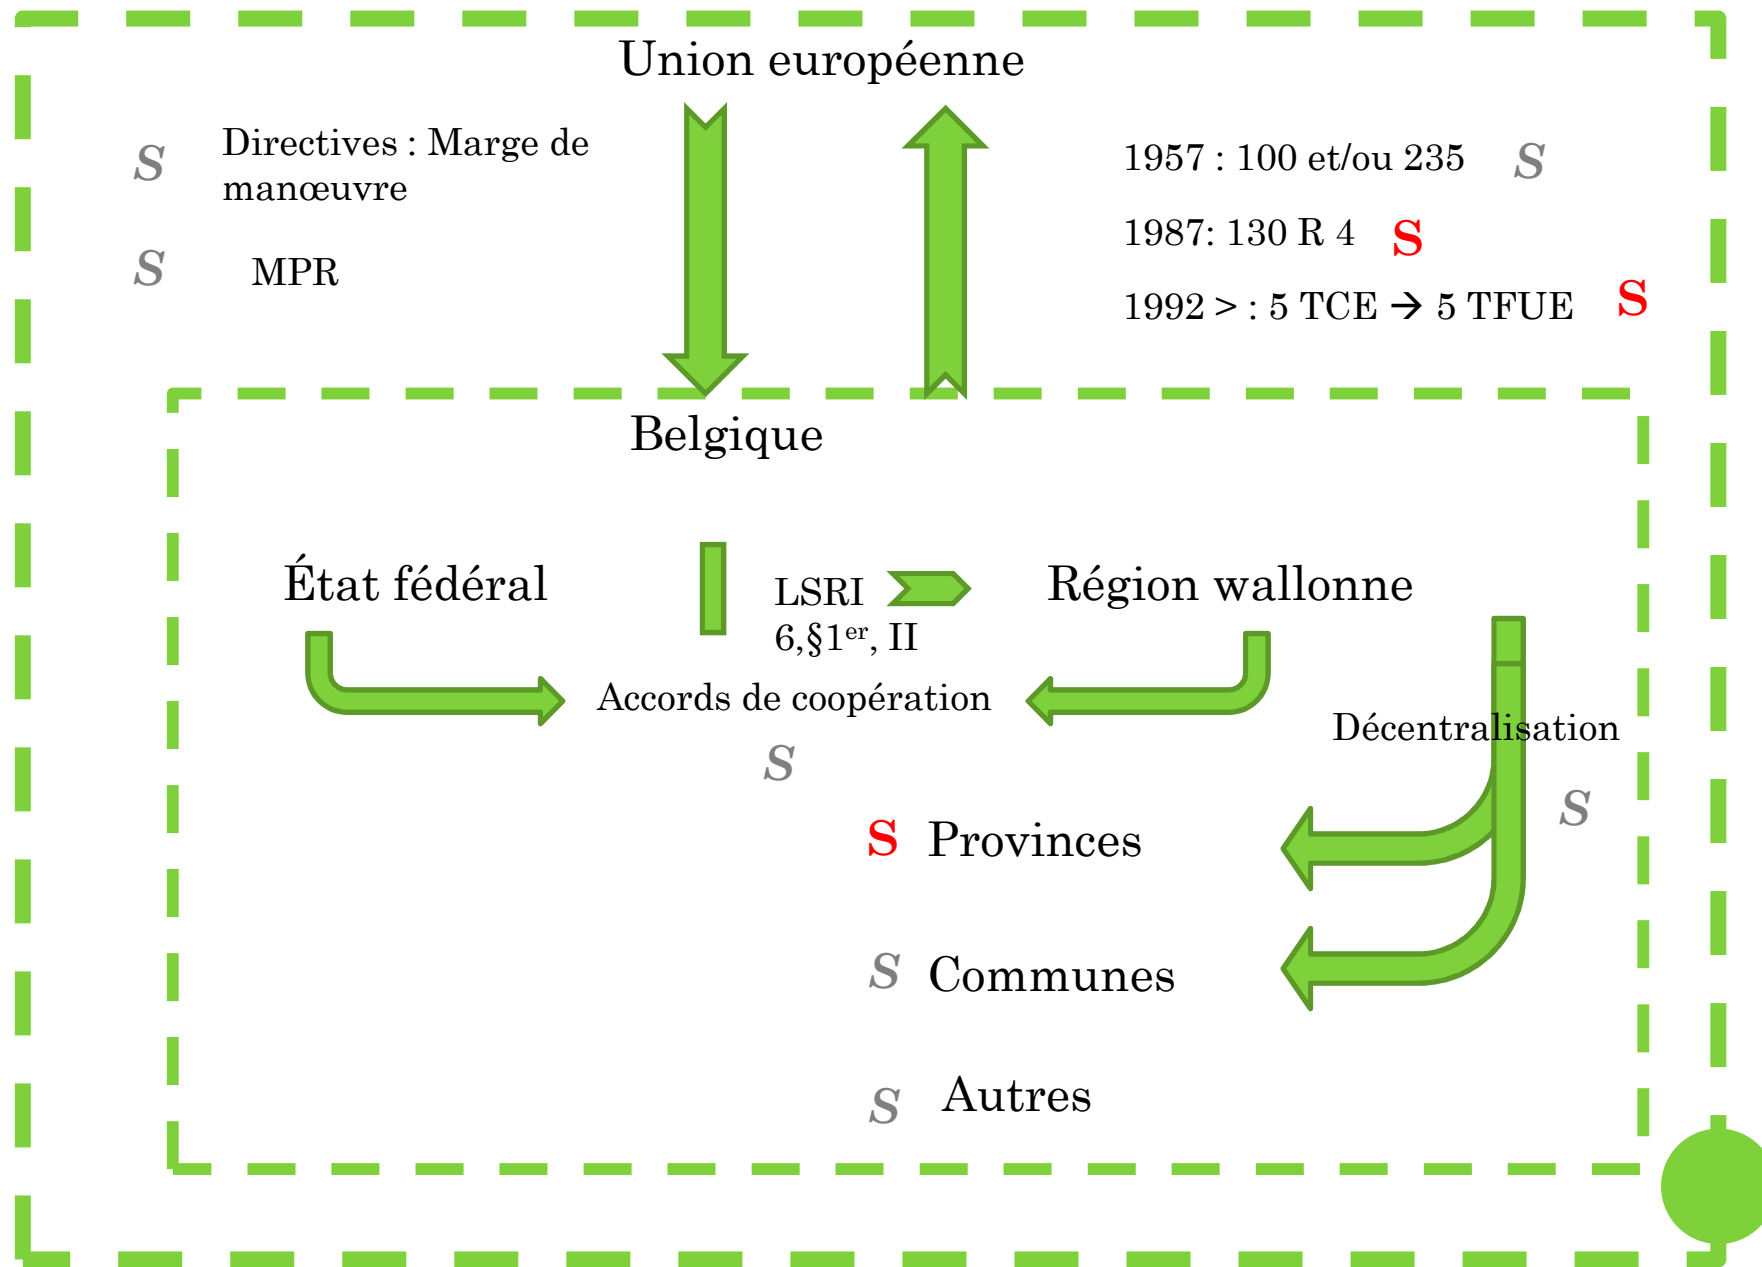 Union européenne
S Directives : Marge de
manœuvre
S MPR
1957 : 100 et/ou 235 S
1987: 130 R 4 S
1992 > : 5 TCE → 5 TFUE S
Belgique
État fédéral
LSRI
6,§1er, II
Région wallonne
Accords de coopération
S
Décentralisation
S
S Provinces
S Communes
S Autres